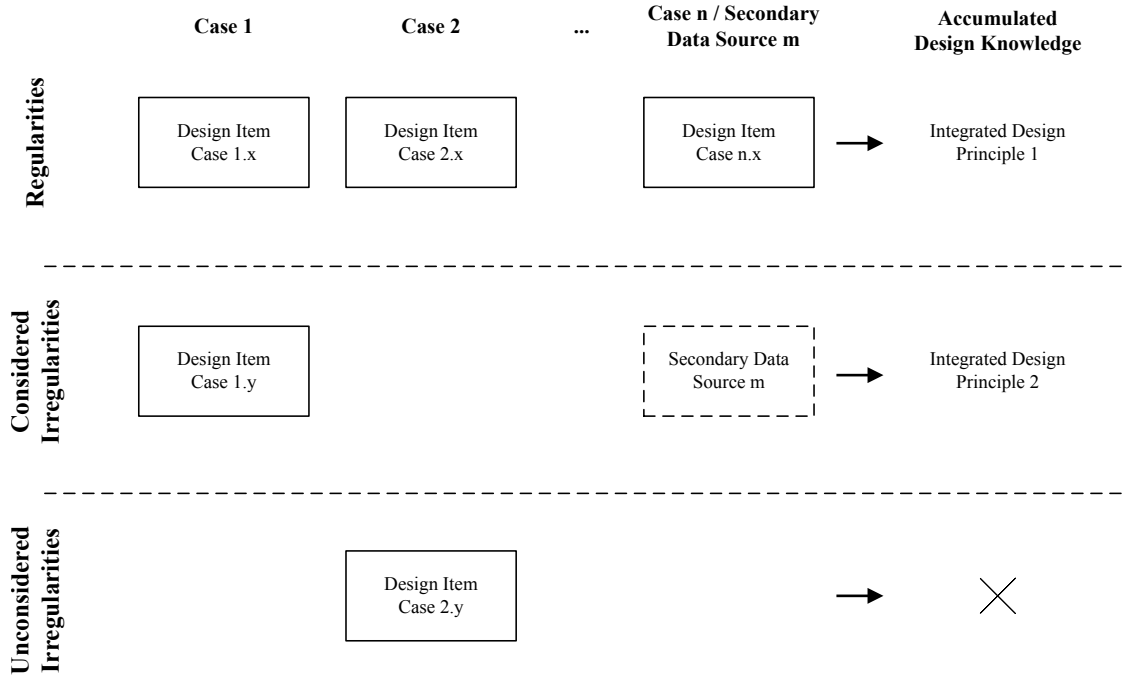 Case 1
Case 2
...
Case n / Secondary
Data Source m
Accumulated
Design Knowledge
Regularities
Design Item
Case 1.x
Design Item
Case 2.x
Design Item
Case n.x
Integrated Design
Principle 1
Considered
Irregularities
Design Item
Case 1.y
Secondary Data
Source m
Integrated Design
Principle 2
Unconsidered
Irregularities
Design Item
Case 2.y